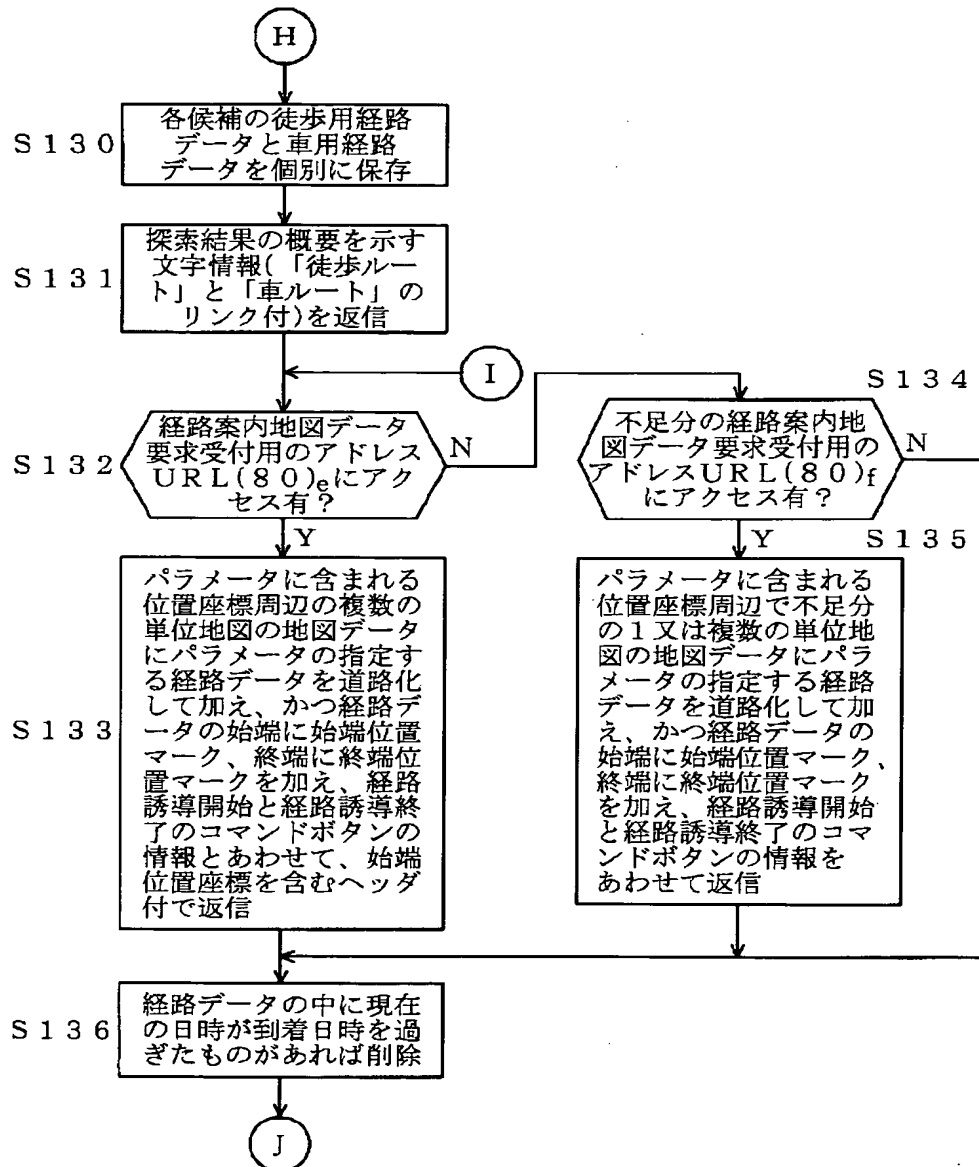 H
S130
各候補の徒歩用経路
データと車用経路
データを個別に保存
S131
探索結果の概要を示す
文字情報(「徒歩ルー
ト」と「車ルート」の
リンク付)を返信
I
S132
経路案内地図データ
要求受付用のアドレス
URL(80)eにアク
セス有？
N
Y
S134
不足分の経路案内地
図データ要求受付用の
アドレスURL(80)f
にアクセス有？
N
Y
S133
パラメータに含まれる
位置座標周辺の複数の
単位地図の地図データ
にパラメータの指定す
る経路データを道路化
して加え、かつ経路デ
ータの始端に始端位置
マーク、終端に終端位
置マークを加え、経路
誘導開始と経路誘導終
了のコマンドボタンの
情報とあわせて、始端
位置座標を含むヘッダ
付で返信
S135
パラメータに含まれる
位置座標周辺で不足分
の1又は複数の単位地
図の地図データにパラ
メータの指定する経路
データを道路化して加
え、かつ経路データの
始端に始端位置マーク、
終端に終端位置マーク
を加え、経路誘導開始
と経路誘導終了のコマ
ンドボタンの情報を
あわせて返信
S136
経路データの中に現在
の日時が到着日時を過
ぎたものがあれば削除
J